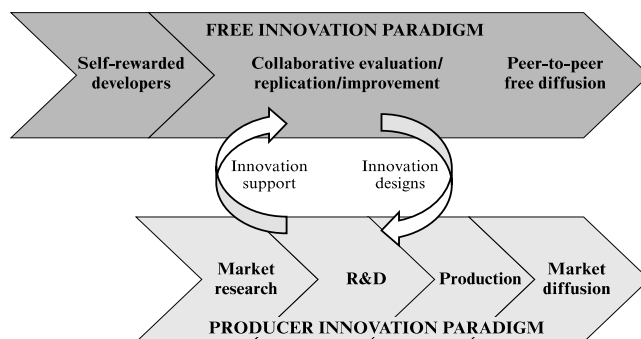 FREE INNOVATION PARADIGM
Self-rewarded
developers
Collaborative evaluation/
replication/improvement
Peer-to-peer
free diffusion
Innovation
support
Innovation
designs
Market
research
R&D
Production
Market
diffusion
PRODUCER INNOVATION PARADIGM